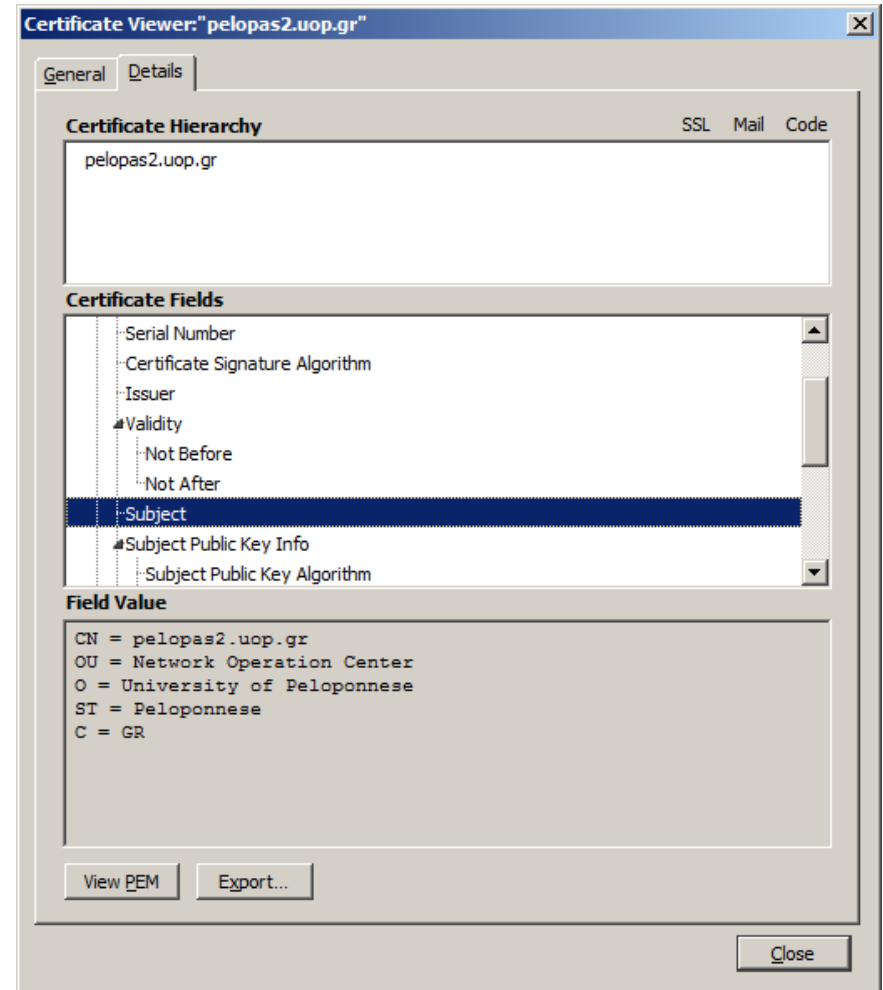 Certificate Viewer:"pelopas2.uop.gr"
General Details
Certificate Hierarchy SSL Mail Code
pelopas2.uop.gr
Certificate Fields
Serial Number
Certificate Signature Algorithm
Issuer
Validity
Not Before
Not After
Subject
Subject Public Key Info
Subject Public Key Algorithm
Field Value
CN = pelopas2.uop.gr
OU = Network Operation Center
O = University of Peloponnese
ST = Peloponnese
C = GR
View PEM Export...
Close